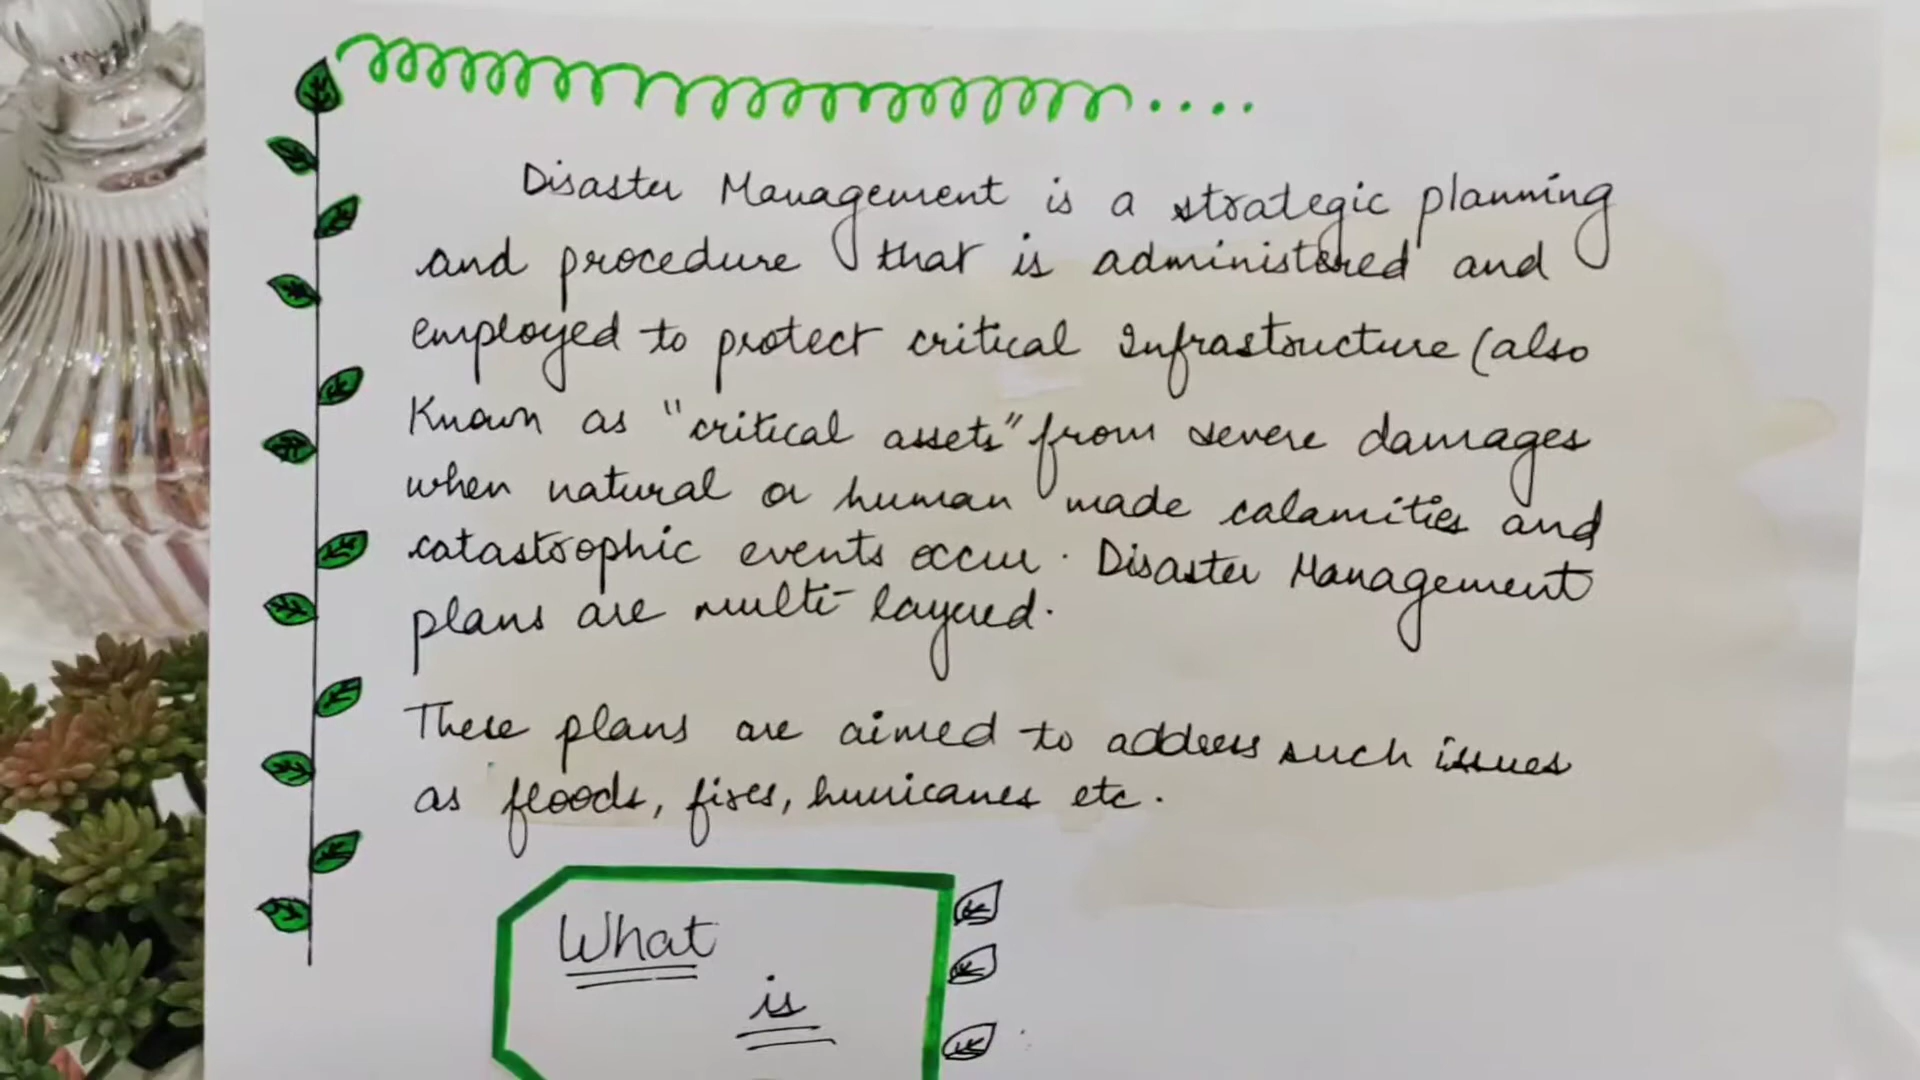 Disaster Management is a strategic planning
and procedure that is administered and
employed to protect critical Infrastructure (also
Known as "critical assets" from severe damages
when natural or human made calamities and
catastrophic events occur. Disaster Management
plans are multi-layered.
These plans are aimed to address such issues
as floods, fires, hurricanes etc.
What
is